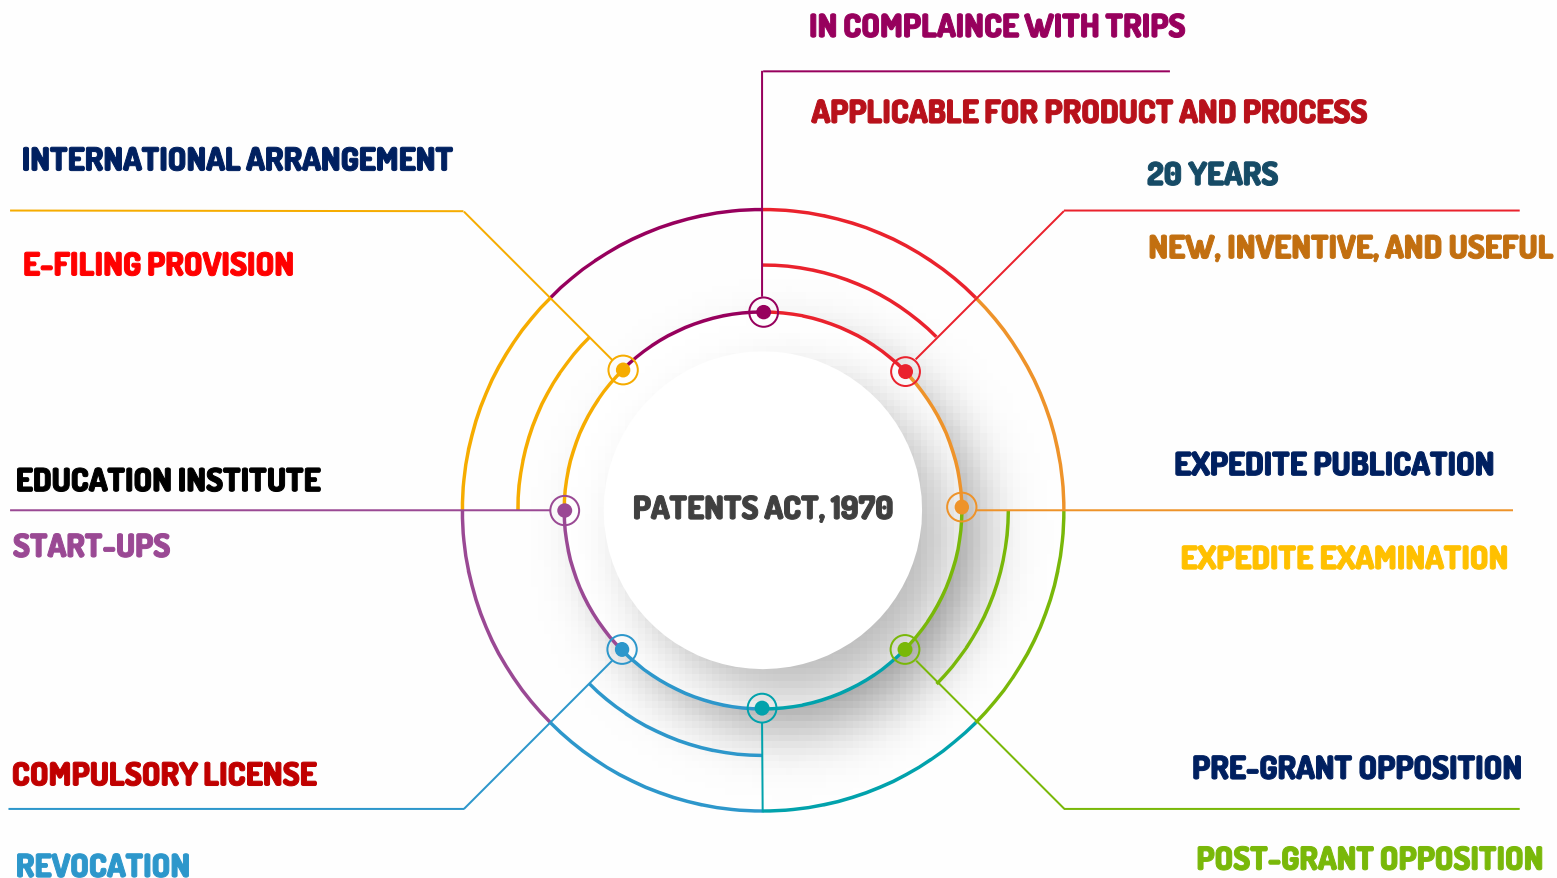 IN COMPLAINCE WITH TRIPS
APPLICABLE FOR PRODUCT AND PROCESS
INTERNATIONAL ARRANGEMENT
20 YEARS
E-FILING PROVISION
NEW, INVENTIVE, AND USEFUL
EDUCATION INSTITUTE
EXPEDITE PUBLICATION
PATENTS ACT, 1970
START-UPS
EXPEDITE EXAMINATION
COMPULSORY LICENSE
PRE-GRANT OPPOSITION
REVOCATION
POST-GRANT OPPOSITION